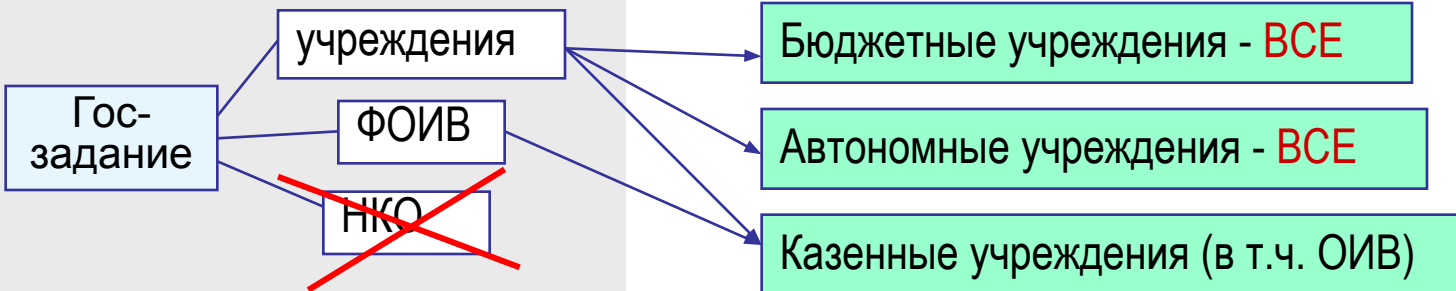 учреждения
Гос-
задание
ФОИВ
НКО
Бюджетные учреждения - ВСЕ
Автономные учреждения - ВСЕ
Казенные учреждения (в т.ч. ОИВ)